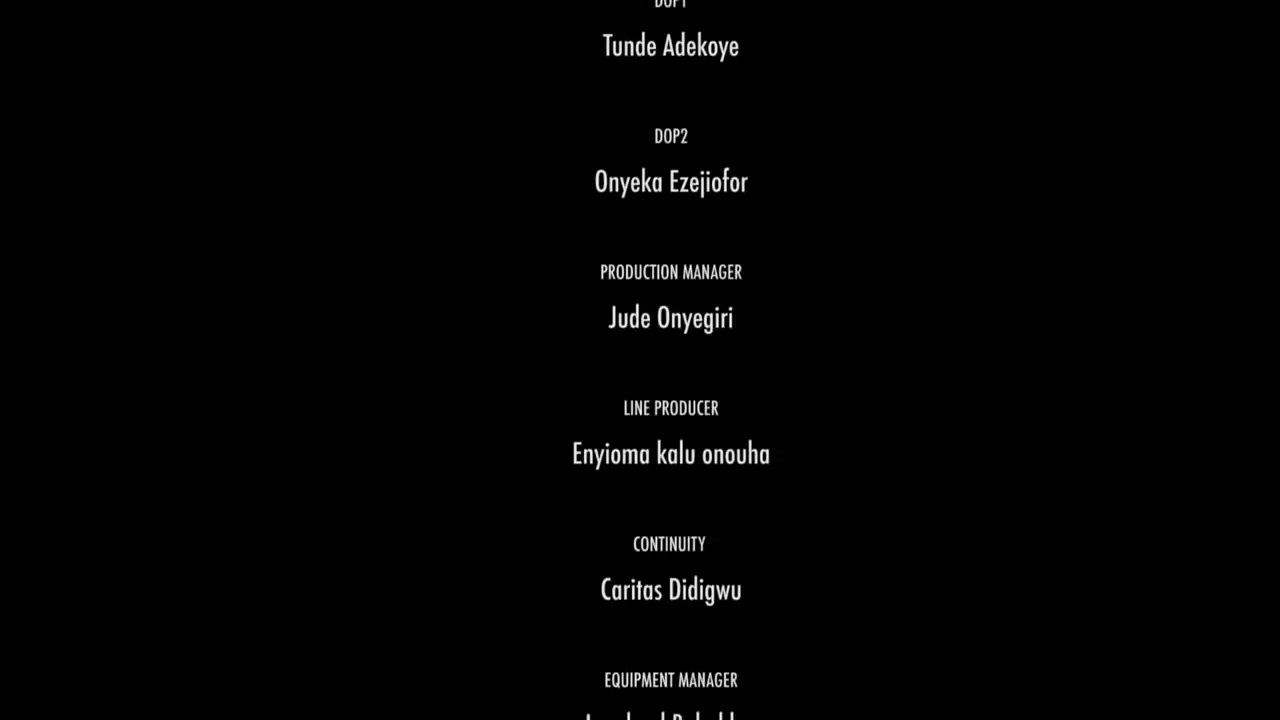 DOP1
Tunde Adekoye
DOP2
Onyeka Ezejiofor
PRODUCTION MANAGER
Jude Onyegiri
LINE PRODUCER
Enyioma kalu onouha
CONTINUITY
Caritas Didigwu
EQUIPMENT MANAGER